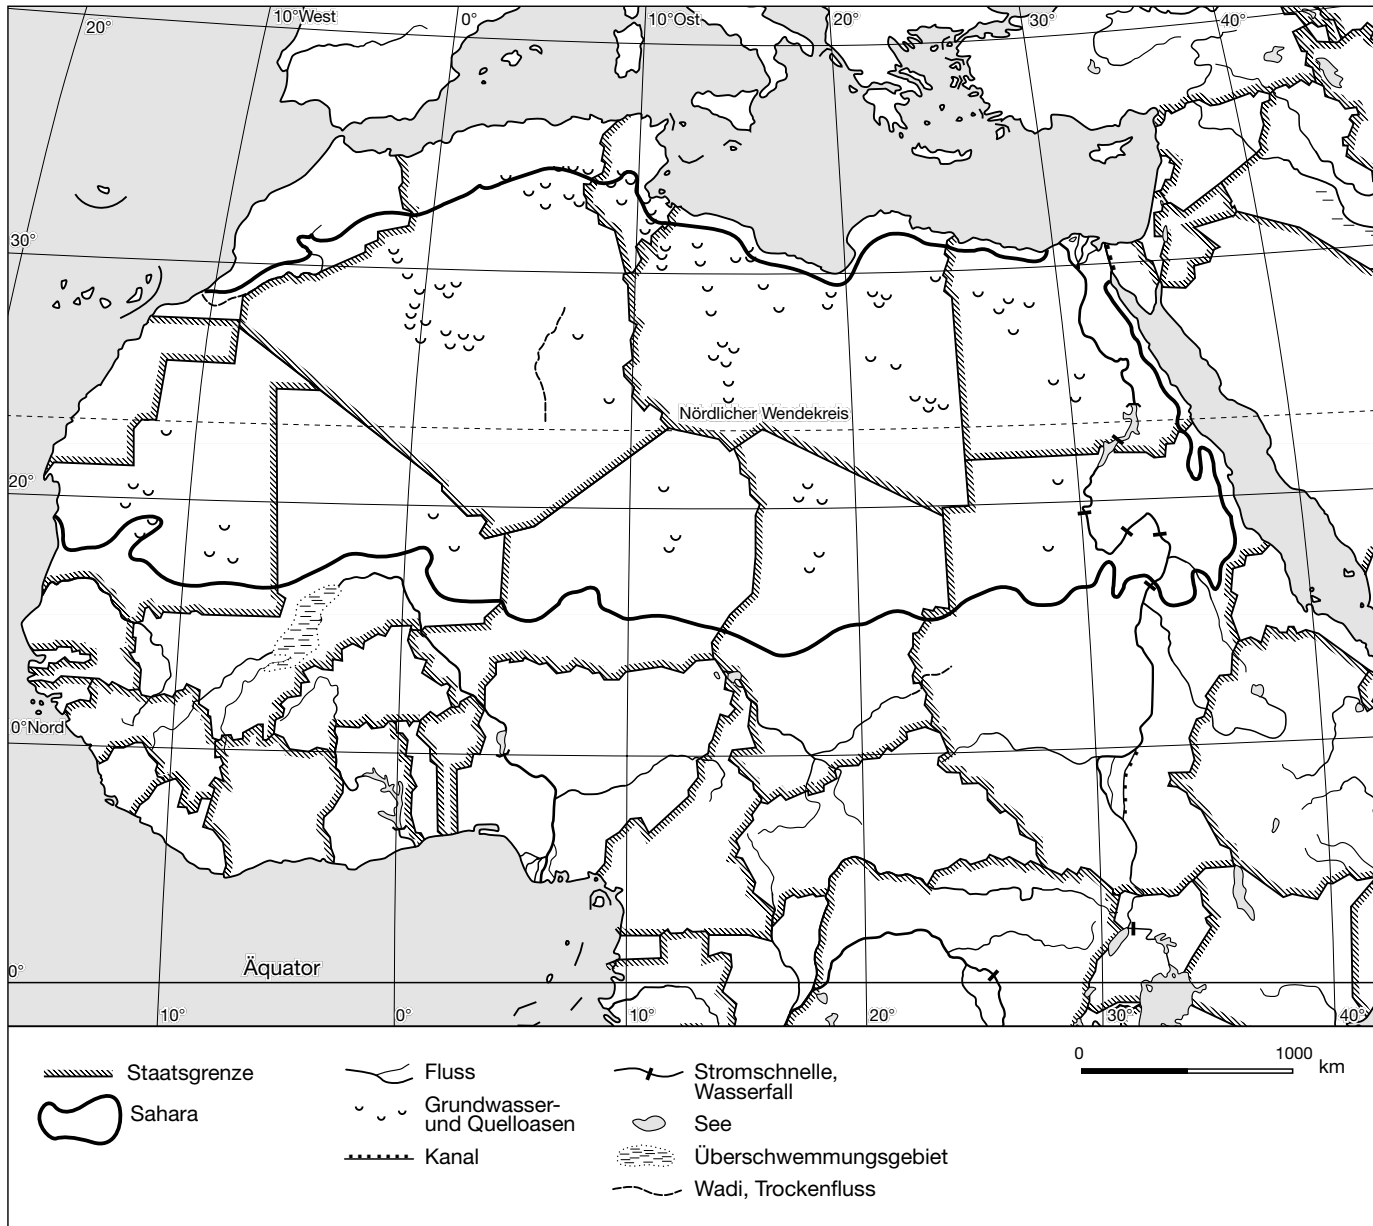 20°
10°West
0°
10°Ost
20°
30°
40°
30°
Nördlicher Wendekreis
20°
0°Nord
Äquator
0°
10°
0°
10°
20°
30°
40°
Staatsgrenze
Sahara
Fluss
Grundwasser-
und Quelloasen
Kanal
Stromschnelle,
Wasserfall
See
Überschwemmungsgebiet
Wadi, Trockenfluss
0
1000
km